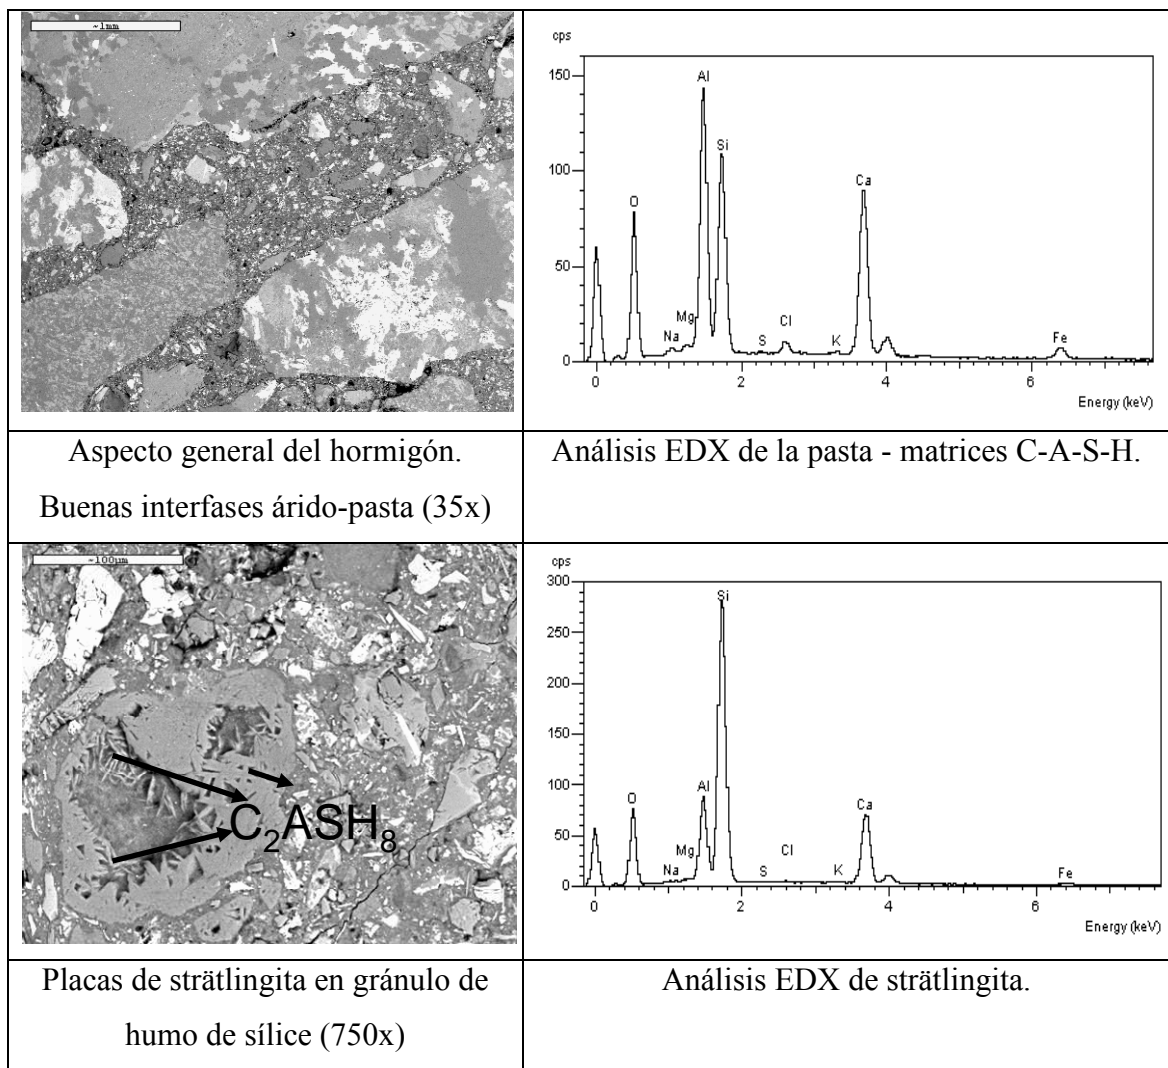 ~1mm
cps
150
100
50
0
O
Na
Mg
Al
Si
S
Cl
K
Ca
Fe
0 2 4 6
Energy (keV)
Aspecto general del hormigón.
Buenas interfases árido-pasta (35x)
Análisis EDX de la pasta - matrices C-A-S-H.
~100µm
C₂ASH₈
cps
300
250
200
150
100
50
0
O
Na
Mg
Al
Si
S
Cl
K
Ca
Fe
0 2 4 6
Energy (keV)
Placas de strätlingita en gránulo de
humo de sílice (750x)
Análisis EDX de strätlingita.